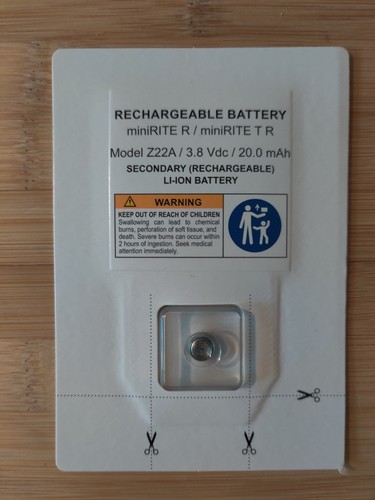 RECHARGEABLE BATTERY
miniRITE R / miniRITE T R
Model Z22A / 3.8 Vdc / 20.0 mAh
SECONDARY (RECHARGEABLE)
LI-ION BATTERY
WARNING
KEEP OUT OF REACH OF CHILDREN
Swallowing can lead to chemical
burns, perforation of soft tissue, and
death. Severe burns can occur within
2 hours of ingestion. Seek medical
attention immediately.